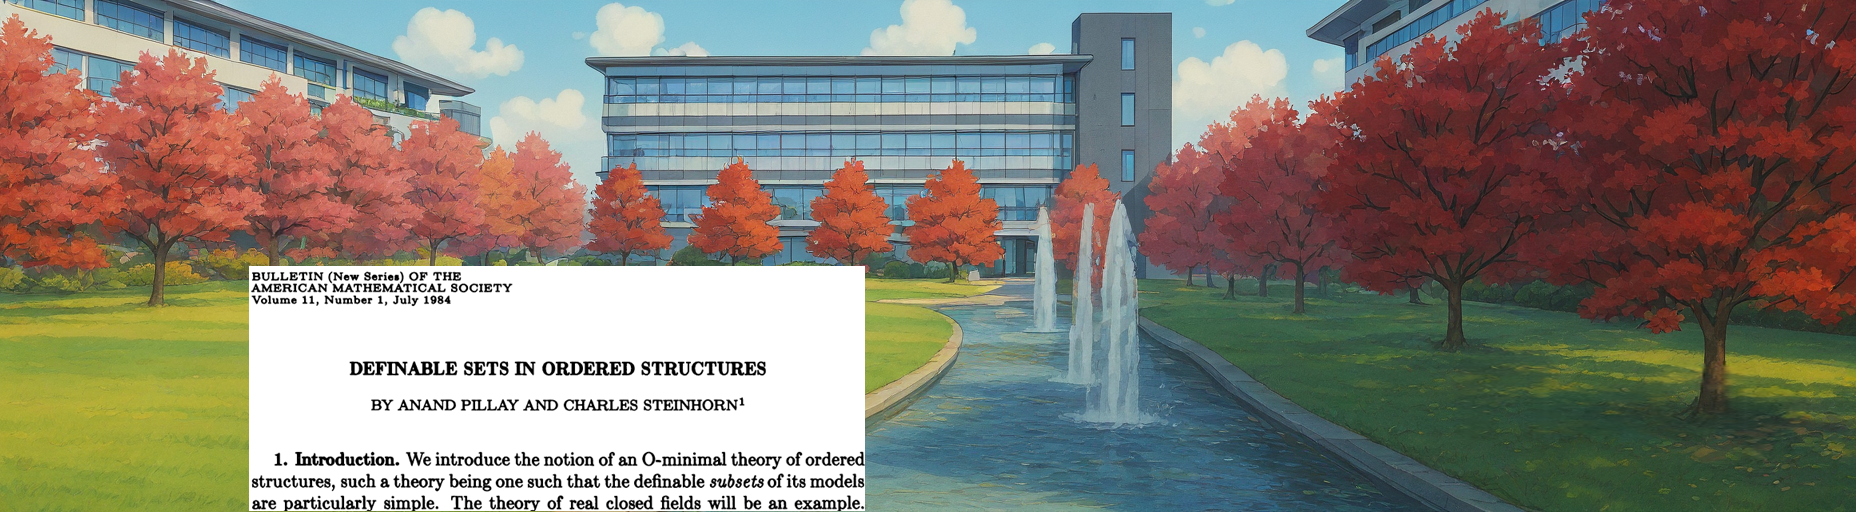 BULLETIN (New Series) OF THE
AMERICAN MATHEMATICAL SOCIETY
Volume 11, Number 1, July 1984
DEFINABLE SETS IN ORDERED STRUCTURES
BY ANAND PILLAY AND CHARLES STEINHORN¹
1. Introduction. We introduce the notion of an O-minimal theory of ordered
structures, such a theory being one such that the definable subsets of its models
are particularly simple. The theory of real closed fields will be an example.